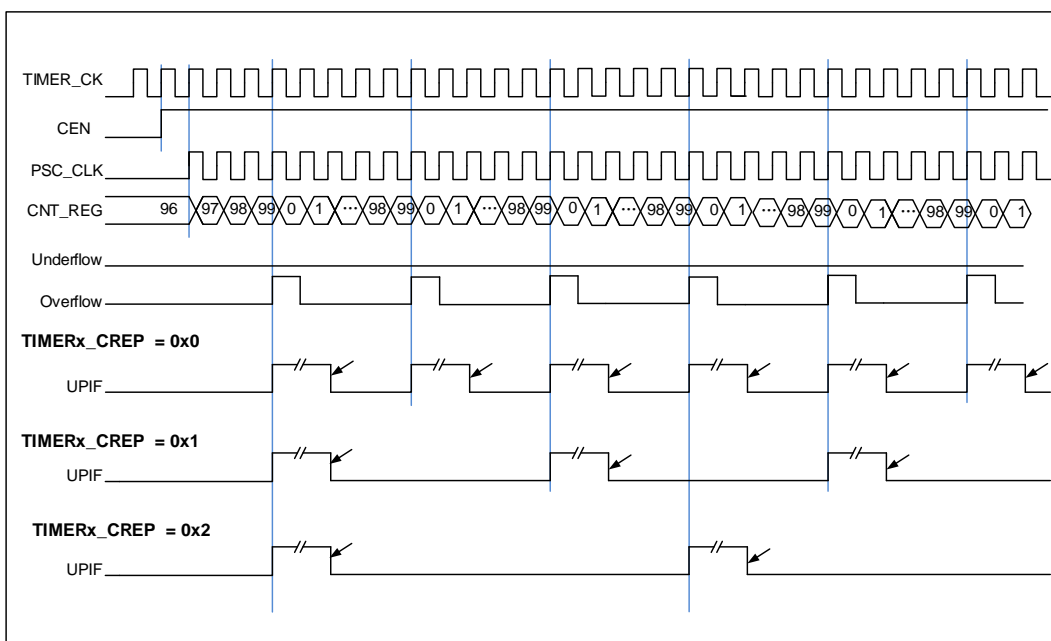 TIMER_CK
CEN
PSC_CLK
CNT_REG 96 97 98 99 0 1 ... 98 99 0 1 ... 98 99 0 1 ... 98 99 0 1 ... 98 99 0 1 ... 98 99 0 1
Underflow
Overflow
TIMERx_CREP = 0x0
UPIF
TIMERx_CREP = 0x1
UPIF
TIMERx_CREP = 0x2
UPIF